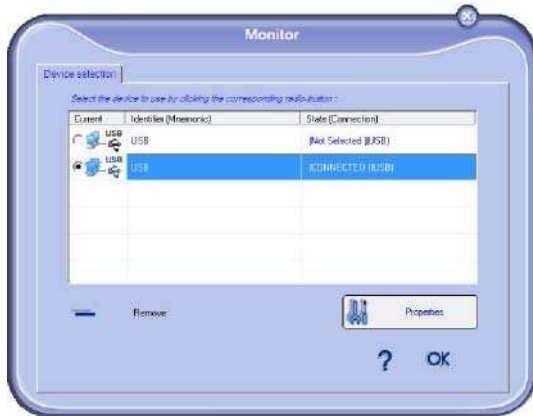 Monitor
Device selection
Select the device to use by clicking the corresponding radio-button :
Current Identifier (Mnemonic) State (Connection)
USB USB (Not Selected )(USB)
USB USB (CONNECTED )(USB)
Remove Properties
? OK